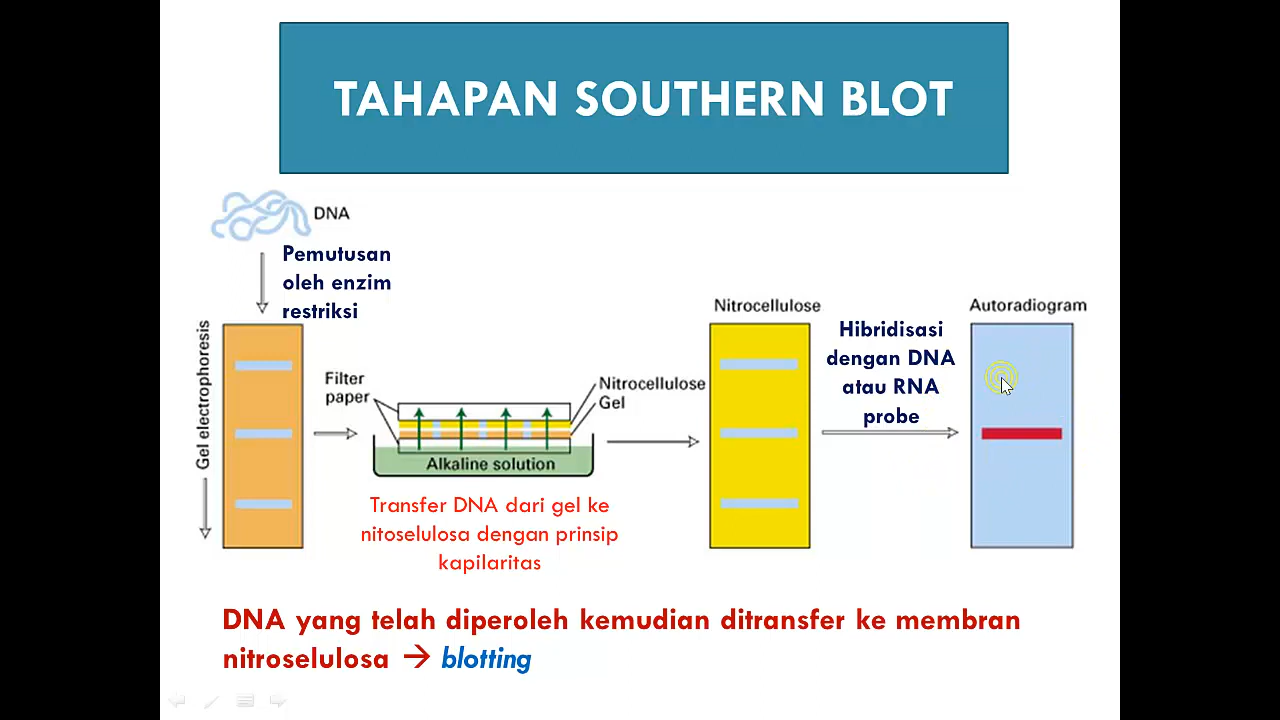 TAHAPAN SOUTHERN BLOT
DNA
Pemutusan
oleh enzim
restriksi
Gel electrophoresis
Filter
paper
Nitrocellulose
Gel
Alkaline solution
Transfer DNA dari gel ke
nitoselulosa dengan prinsip
kapilaritas
Nitrocellulose
Hibridisasi
dengan DNA
atau RNA
probe
Autoradiogram
DNA yang telah diperoleh kemudian ditransfer ke membran
nitroselulosa → blotting